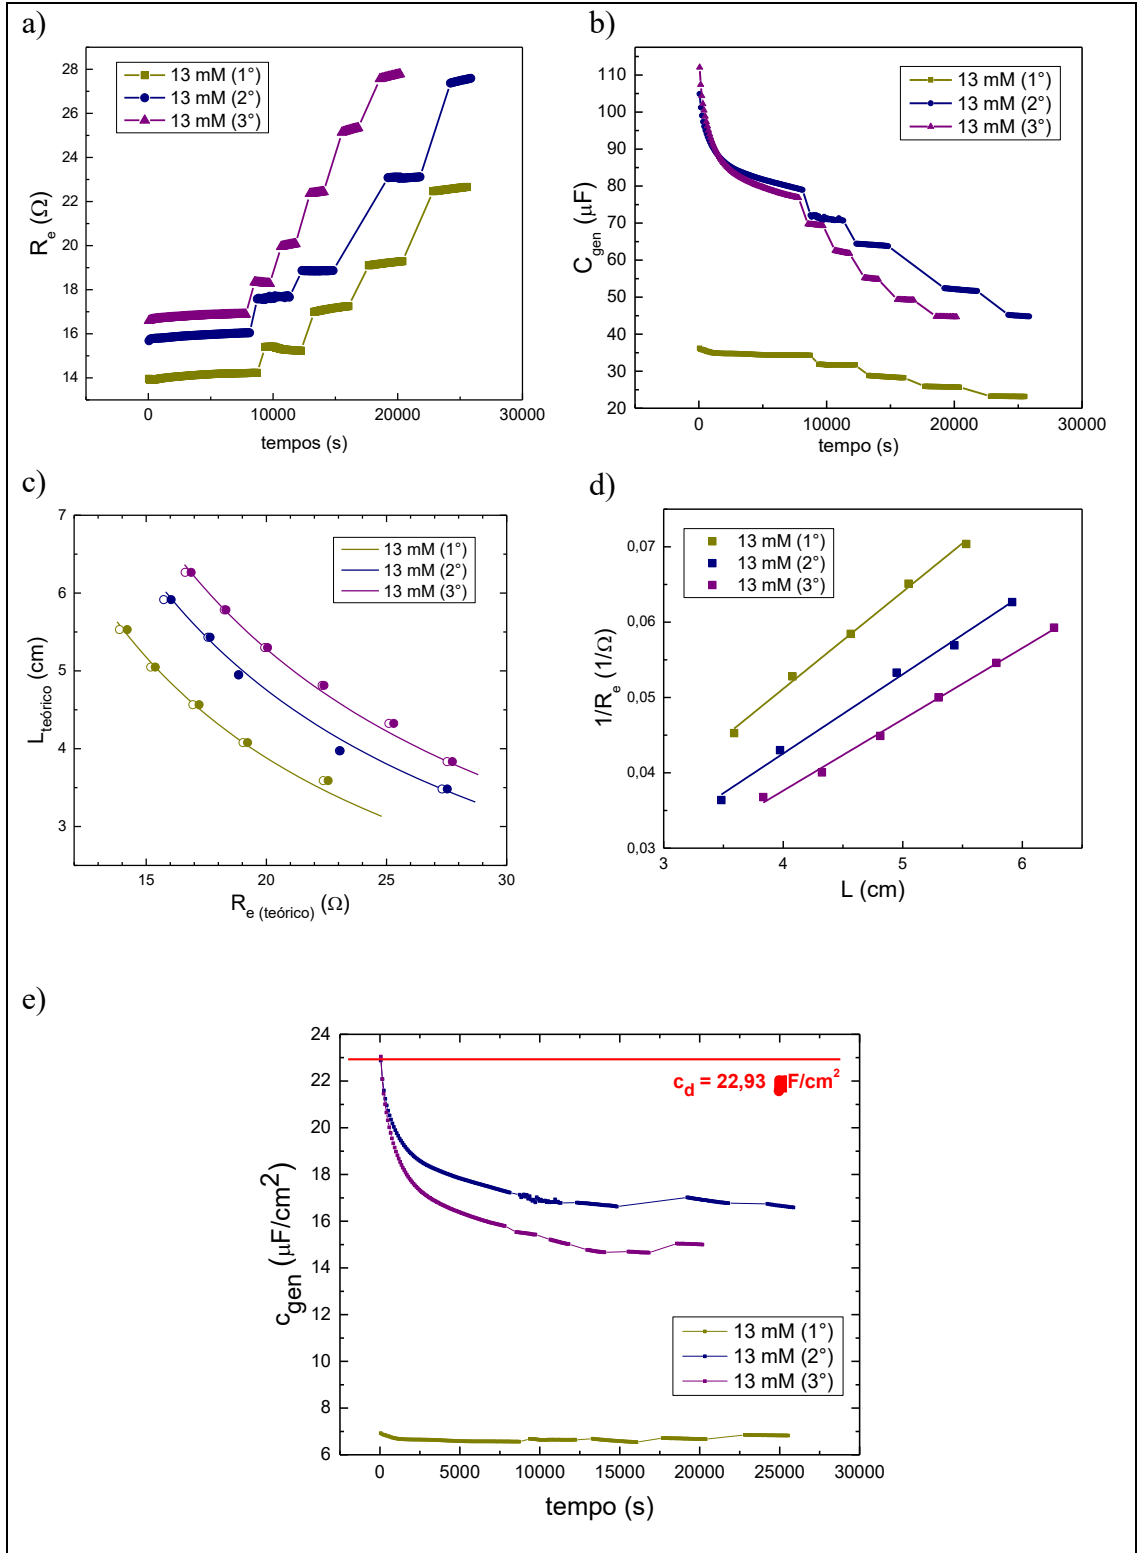 a)
R_e (Ω)
28
26
24
22
20
18
16
14
13 mM (1°)
13 mM (2°)
13 mM (3°)
0
10000
20000
30000
tempos (s)
b)
C_gen (μF)
110
100
90
80
70
60
50
40
30
20
13 mM (1°)
13 mM (2°)
13 mM (3°)
0
10000
20000
30000
tempo (s)
c)
L_teórico (cm)
7
6
5
4
3
13 mM (1°)
13 mM (2°)
13 mM (3°)
15
20
25
30
R_e (teórico) (Ω)
d)
1/R_e (1/Ω)
0,07
0,06
0,05
0,04
0,03
13 mM (1°)
13 mM (2°)
13 mM (3°)
3
4
5
6
L (cm)
e)
c_gen (μF/cm²)
24
22
20
18
16
14
12
10
8
6
c_d = 22,93 F/cm²
13 mM (1°)
13 mM (2°)
13 mM (3°)
0
5000
10000
15000
20000
25000
30000
tempo (s)